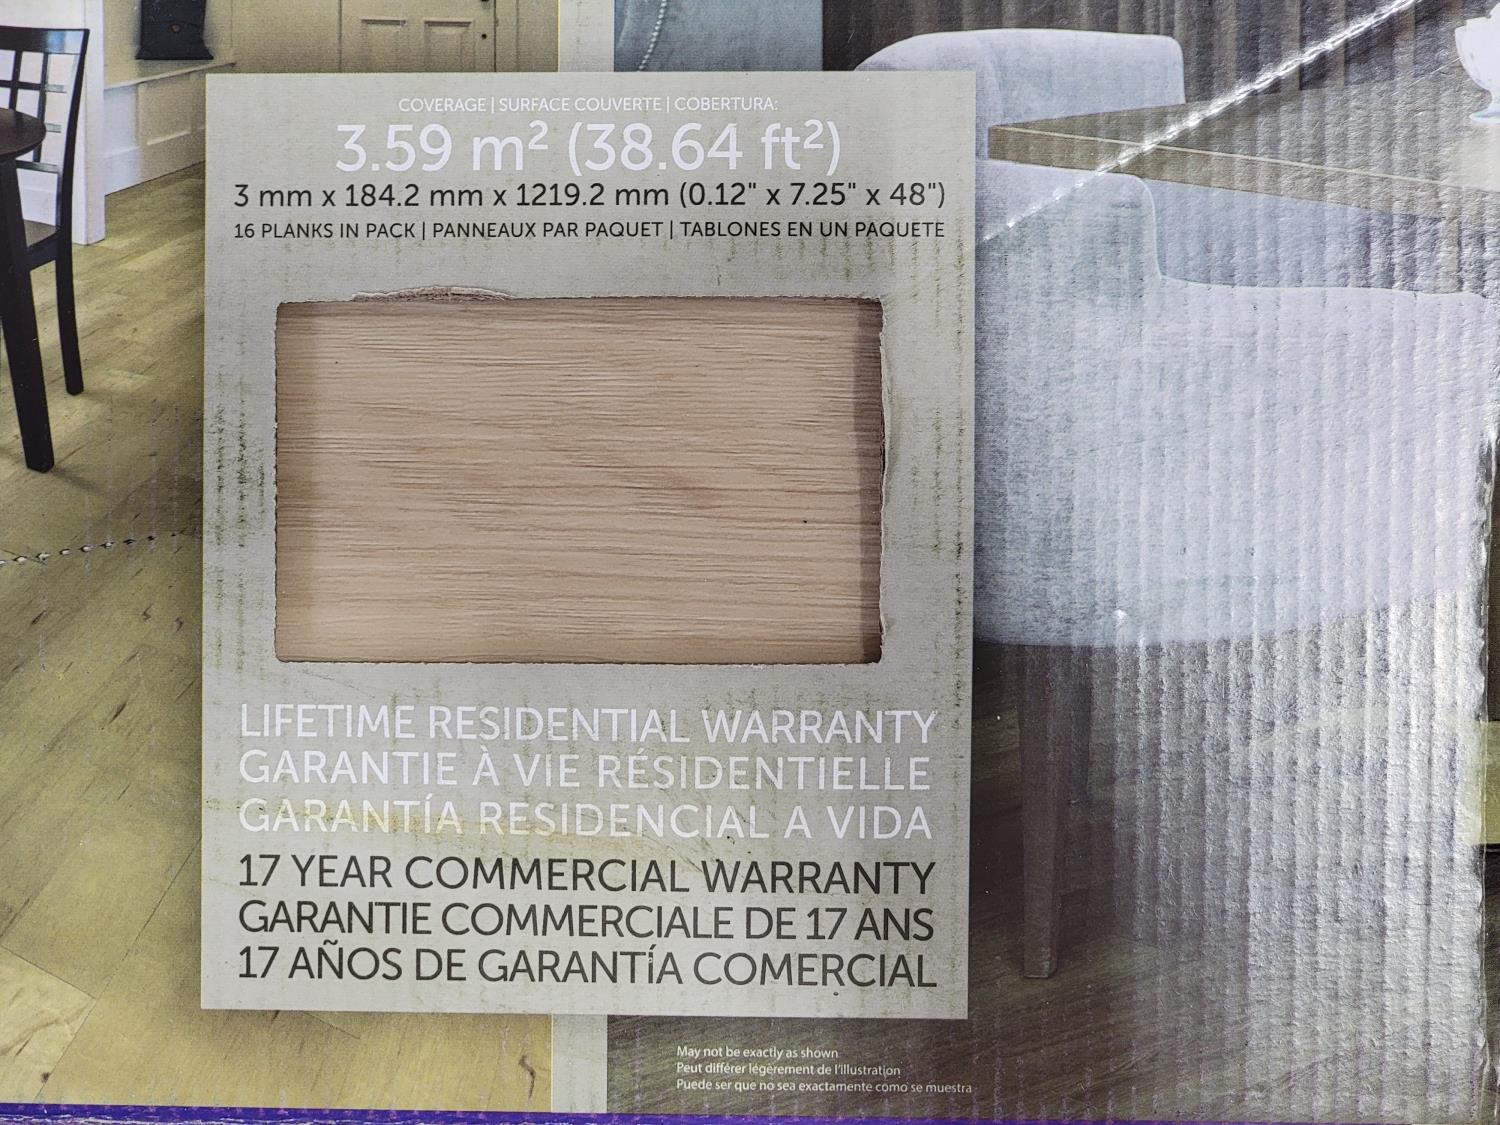 COVERAGE | SURFACE COUVERTE | COBERTURA:
3.59 m² (38.64 ft²)
3 mm x 184.2 mm x 1219.2 mm (0.12" x 7.25" x 48")
16 PLANKS IN PACK | PANNEAUX PAR PAQUET | TABLONES EN UN PAQUETE
LIFETIME RESIDENTIAL WARRANTY
GARANTIE À VIE RÉSIDENTIELLE
GARANTÍA RESIDENCIAL A VIDA
17 YEAR COMMERCIAL WARRANTY
GARANTIE COMMERCIALE DE 17 ANS
17 AÑOS DE GARANTÍA COMERCIAL
May not be exactly as shown
Peut différer légèrement de l'illustration
Puede ser que no sea exactamente como se muestra